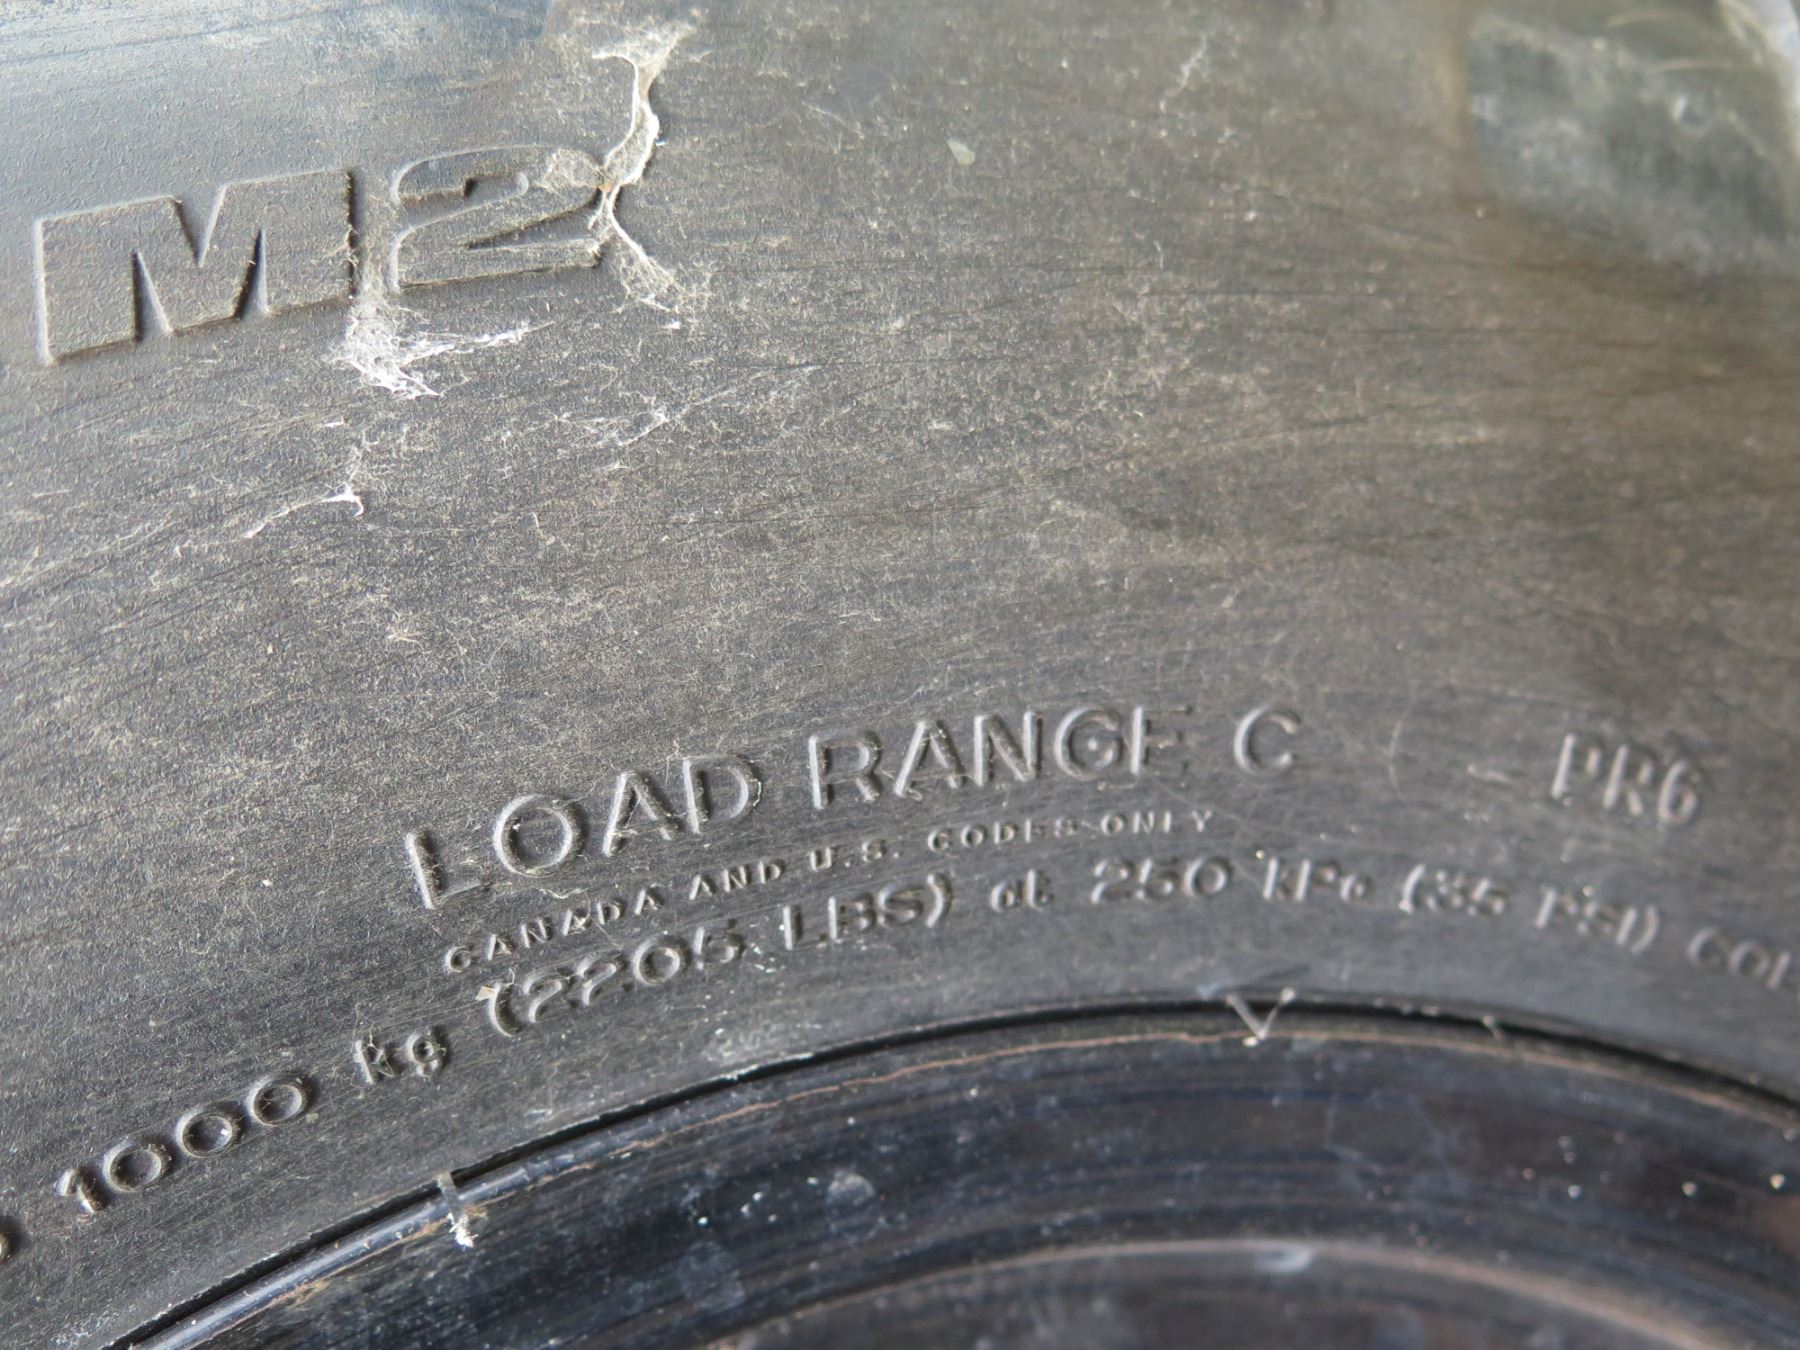 M2
LOAD RANGE C PR6
CANADA AND U.S. CODES ONLY
1000 kg (2205 LBS) at 250 kPa (35 PSI)